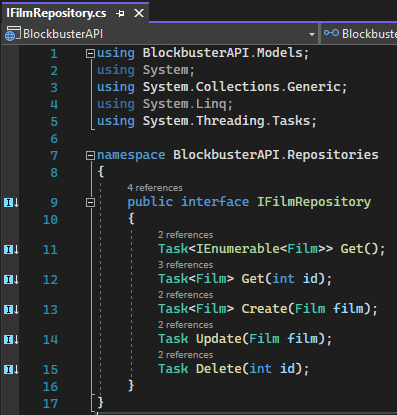 IFilmRepository.cs
BlockbusterAPI
Blockbuste
1 using BlockbusterAPI.Models;
2 using System;
3 using System.Collections.Generic;
4 using System.Linq;
5 using System.Threading.Tasks;
6
7 namespace BlockbusterAPI.Repositories
8 {
4 references
9 public interface IFilmRepository
10 {
2 references
11 Task<IEnumerable<Film>> Get();
3 references
12 Task<Film> Get(int id);
2 references
13 Task<Film> Create(Film film);
2 references
14 Task Update(Film film);
2 references
15 Task Delete(int id);
16 }
17 }